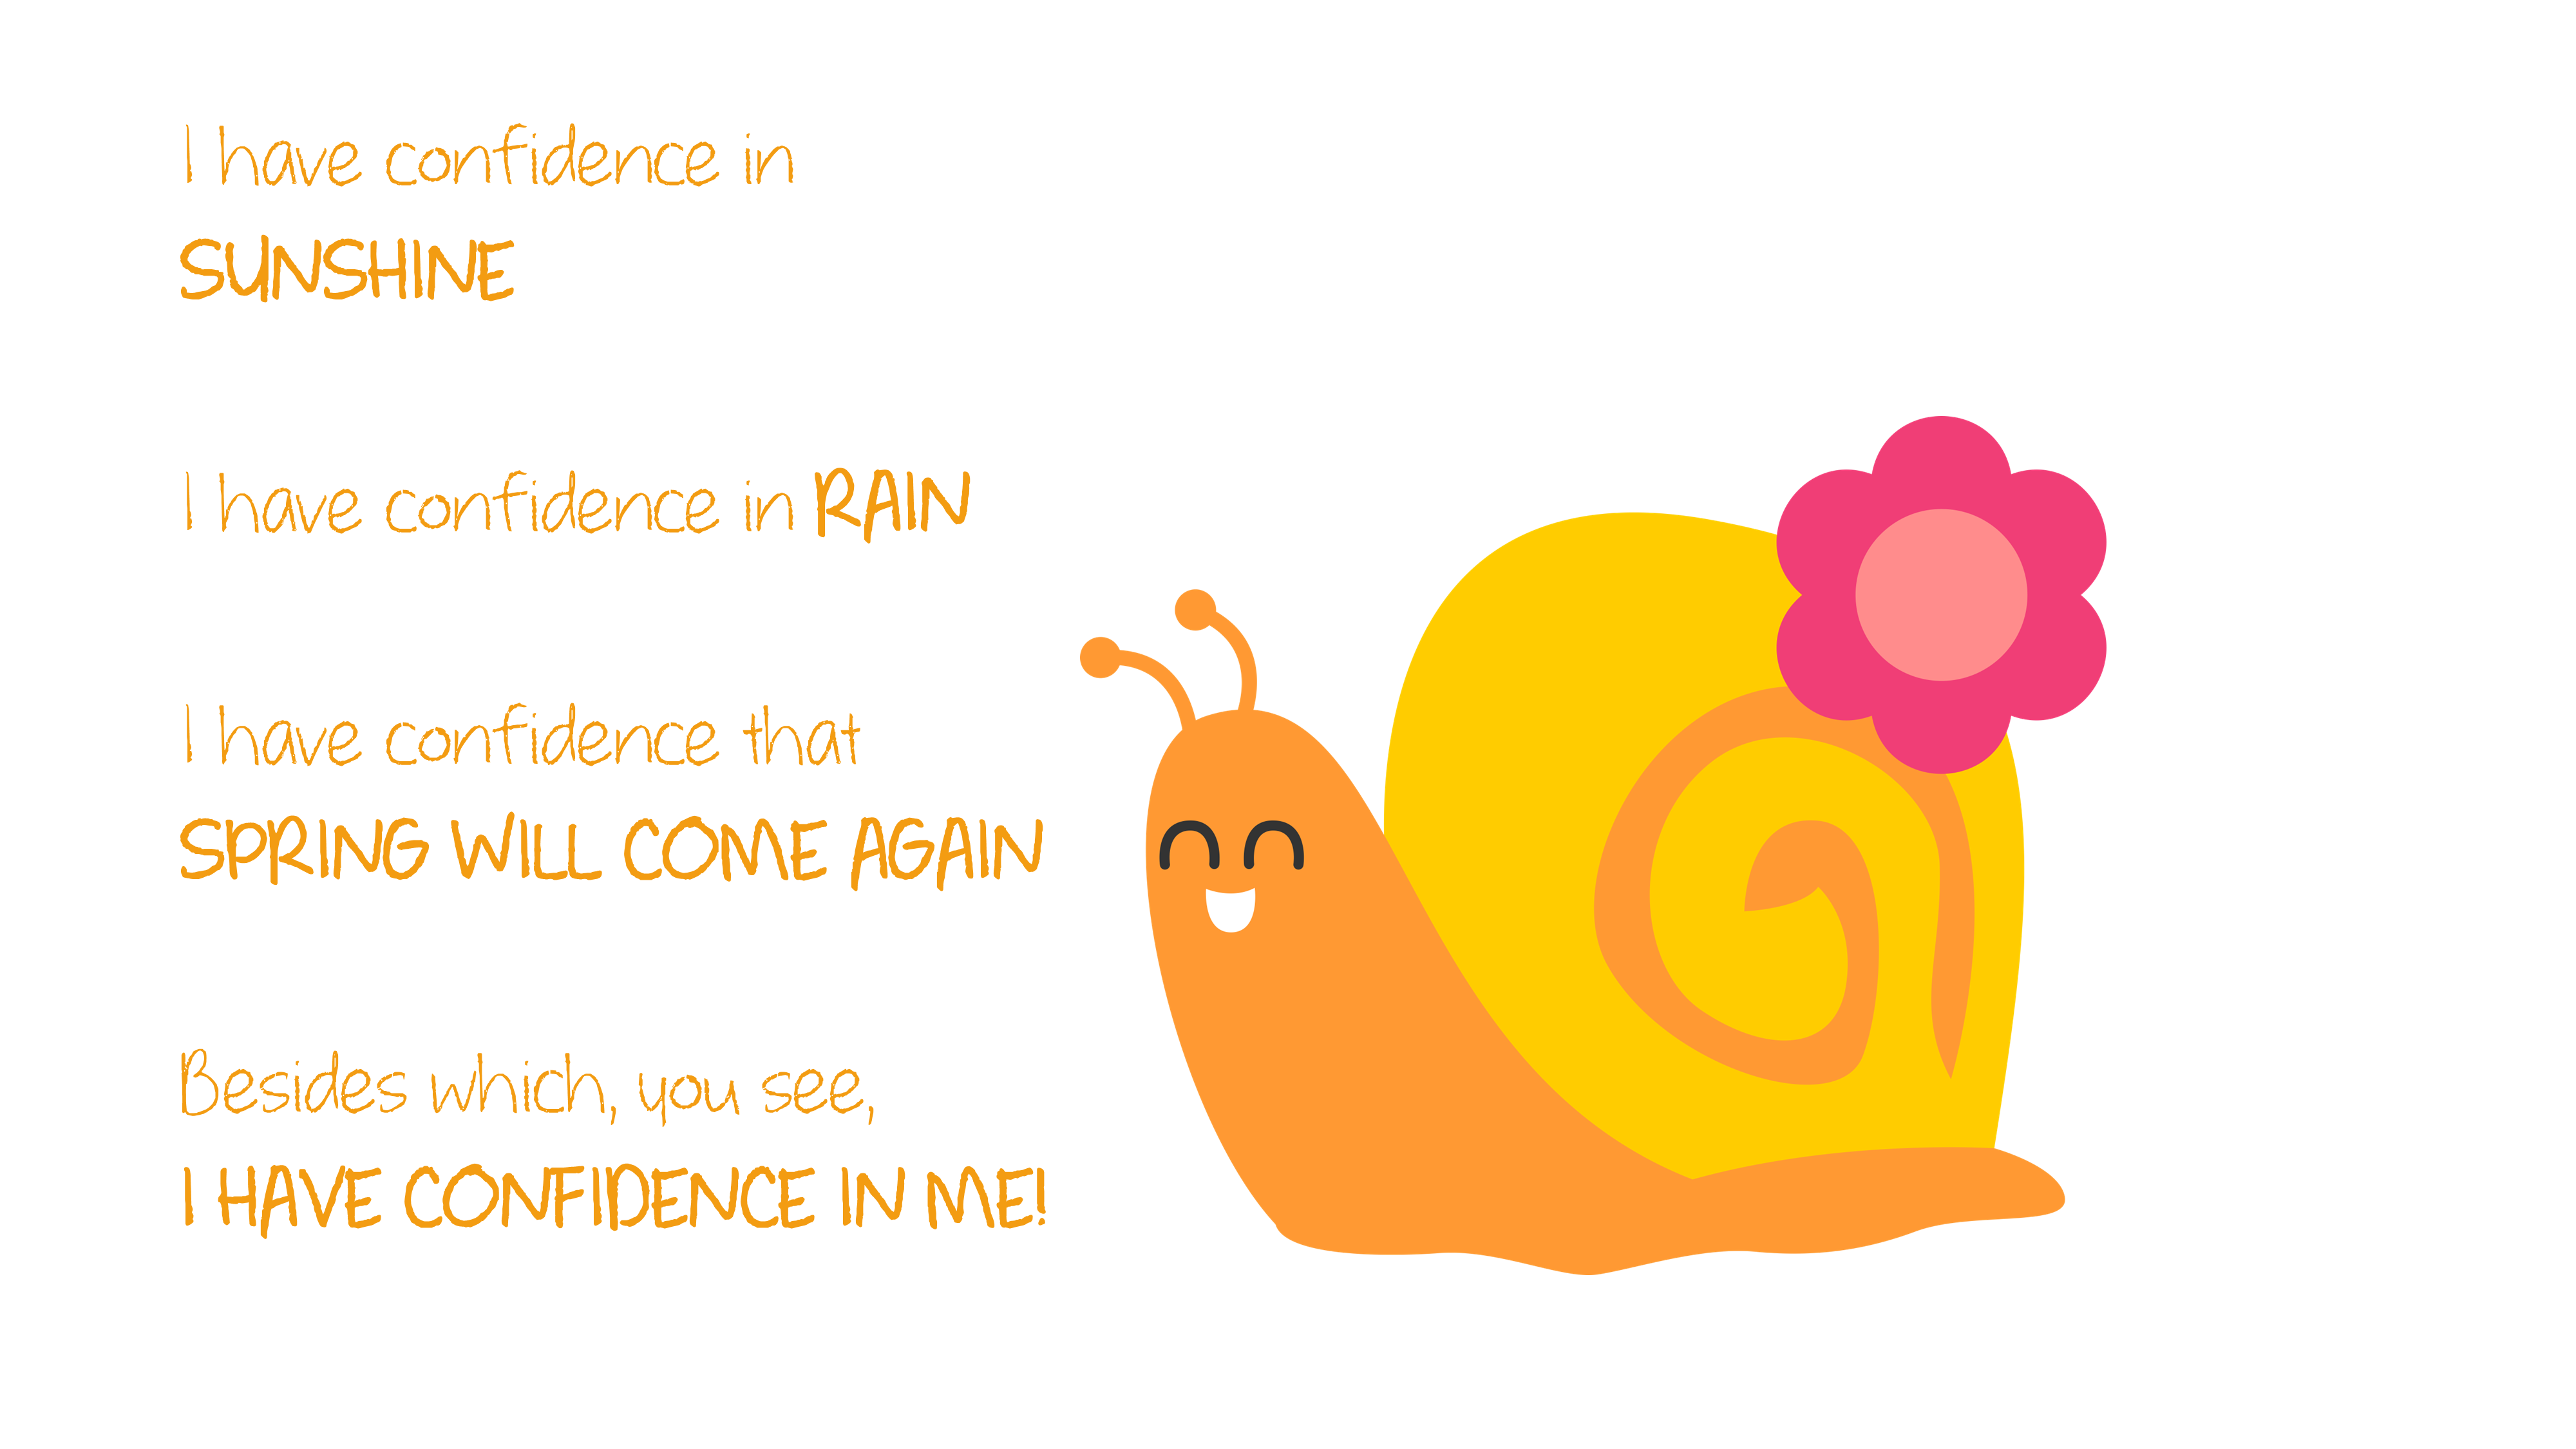 I have confidence in
SUNSHINE
I have confidence in RAIN
I have confidence that
SPRING WILL COME AGAIN
Besides which, you see,
I HAVE CONFIDENCE IN ME!